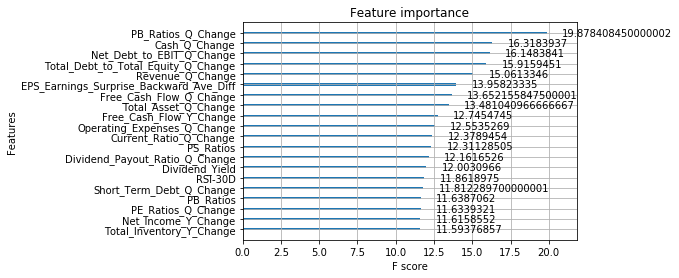 Feature importance
PB_Ratios_Q_Change 19.878408450000002
Cash_Q_Change 16.3183937
Net_Debt_to_EBIT_Q_Change 16.1483841
Total_Debt_to_Total_Equity_Q_Change 15.9159451
Revenue_Q_Change 15.0613346
EPS_Earnings_Surprise_Backward_Ave_Diff 13.95823335
Free_Cash_Flow_Q_Change 13.652155847500001
Total_Asset_Q_Change 13.481040966666667
Free_Cash_Flow_Y_Change 12.7454745
Operating_Expenses_Q_Change 12.5535269
Current_Ratio_Q_Change 12.3789454
PS_Ratios 12.31128105
Dividend_Payout_Ratio_Q_Change 12.1616526
Dividend_Yield 12.0030966
RSI-30D 11.8618975
Short_Term_Debt_Q_Change 11.812289700000001
PB_Ratios 11.6387062
PE_Ratios_Q_Change 11.6339321
Net Income_Y_Change 11.6158552
Total_Inventory_Y_Change 11.59376857
Features
0.0 2.5 5.0 7.5 10.0 12.5 15.0 17.5 20.0
F score